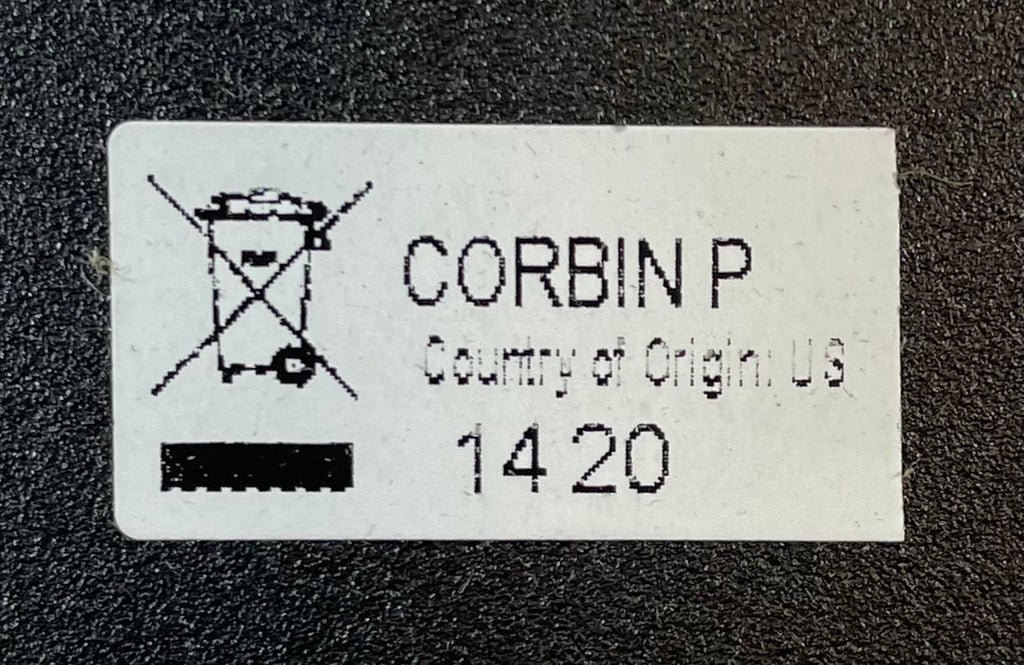 CORBIN P
Country of Origin: US
14 20